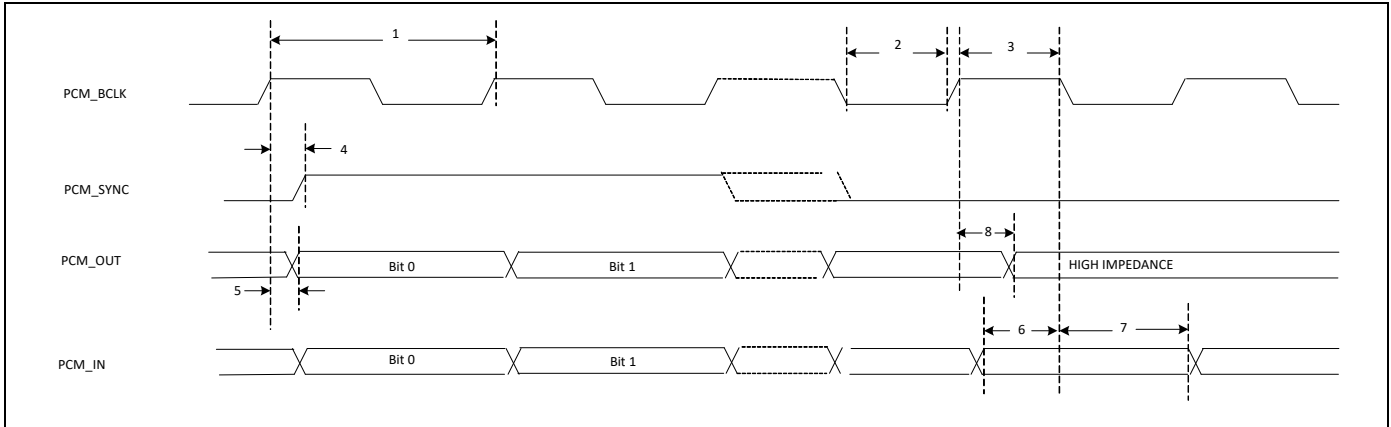 1
2
3
PCM_BCLK
4
PCM_SYNC
8
PCM_OUT
Bit 0
Bit 1
HIGH IMPEDANCE
5
6
7
PCM_IN
Bit 0
Bit 1